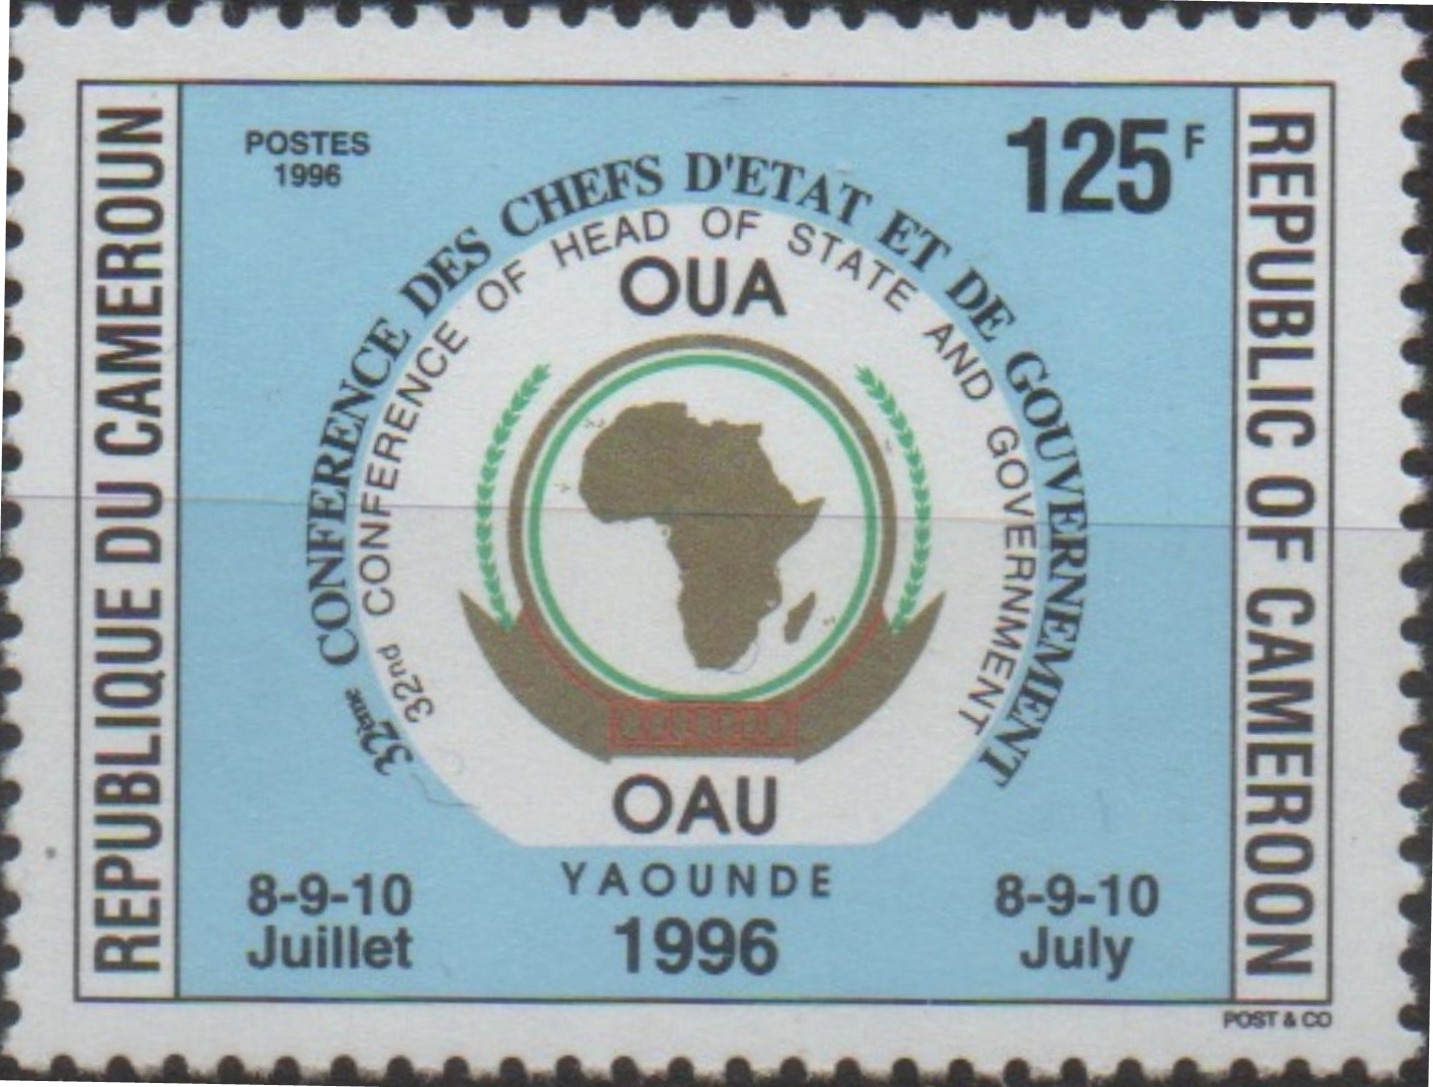 REPUBLIQUE DU CAMEROUN
POSTES
1996
125F
32ème CONFERENCE DES CHEFS D'ETAT ET DE GOUVERNEMENT
32nd CONFERENCE OF HEAD OF STATE AND GOVERNMENT
OUA
OAU
YAOUNDE
1996
8-9-10
Juillet
8-9-10
July
REPUBLIC OF CAMEROON
POST & CO